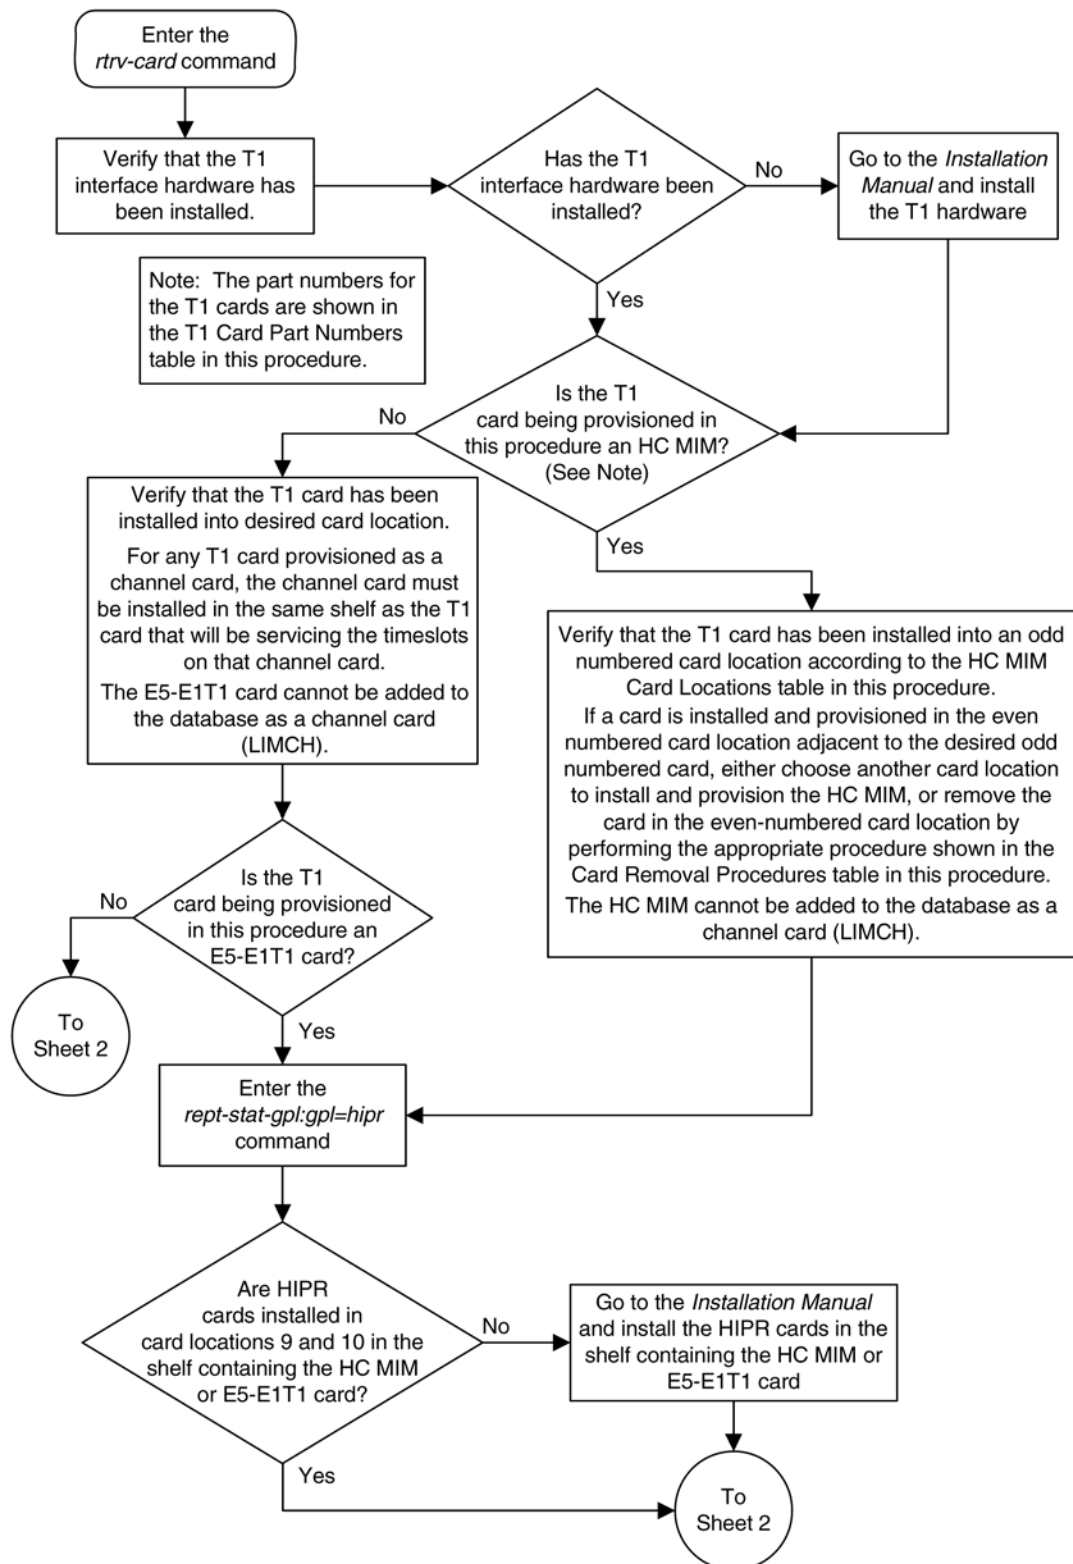 Enter the
rtrv-card command
Verify that the T1
interface hardware has
been installed.
Has the T1
interface hardware been
installed?
No
Go to the Installation
Manual and install
the T1 hardware
Note: The part numbers for
the T1 cards are shown in
the T1 Card Part Numbers
table in this procedure.
Yes
Is the T1
card being provisioned in
this procedure an HC MIM?
(See Note)
No
Verify that the T1 card has been
installed into desired card location.
For any T1 card provisioned as a
channel card, the channel card must
be installed in the same shelf as the T1
card that will be servicing the timeslots
on that channel card.
The E5-E1T1 card cannot be added to
the database as a channel card
(LIMCH).
Yes
Verify that the T1 card has been installed into an odd
numbered card location according to the HC MIM
Card Locations table in this procedure.
If a card is installed and provisioned in the even
numbered card location adjacent to the desired odd
numbered card, either choose another card location
to install and provision the HC MIM, or remove the
card in the even-numbered card location by
performing the appropriate procedure shown in the
Card Removal Procedures table in this procedure.
The HC MIM cannot be added to the database as a
channel card (LIMCH).
Is the T1
card being provisioned
in this procedure an
E5-E1T1 card?
No
To
Sheet 2
Yes
Enter the
rept-stat-gpl:gpl=hipr
command
Are HIPR
cards installed in
card locations 9 and 10 in the
shelf containing the HC MIM
or E5-E1T1 card?
No
Go to the Installation Manual
and install the HIPR cards in the
shelf containing the HC MIM or
E5-E1T1 card
Yes
To
Sheet 2